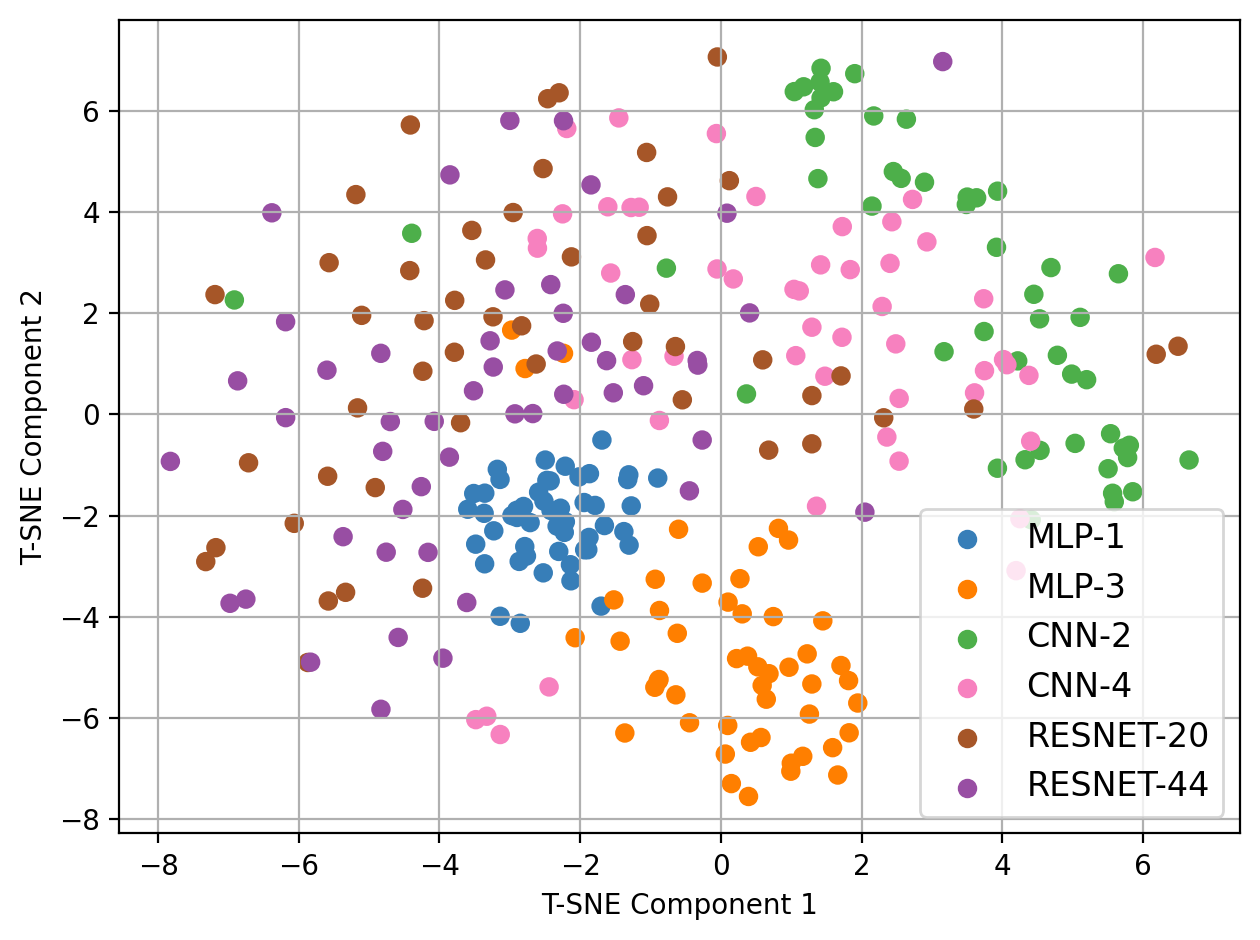 6
4
2
0
−2
−4
−6
−8
T-SNE Component 2
MLP-1
MLP-3
CNN-2
CNN-4
RESNET-20
RESNET-44
−8 −6 −4 −2 0 2 4 6
T-SNE Component 1